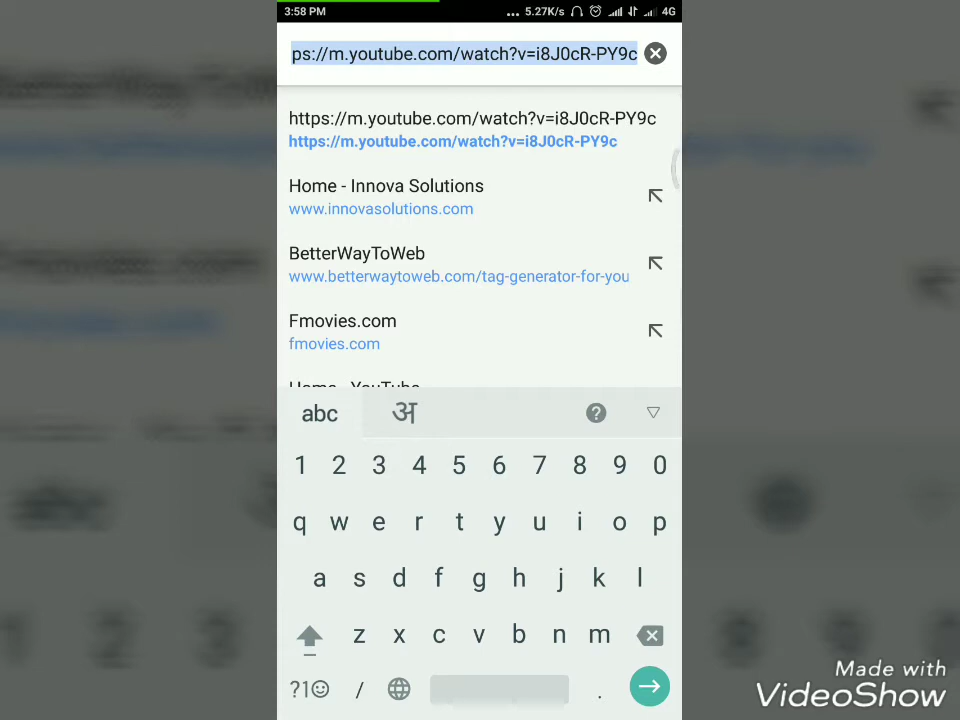 3:58 PM
... 5.27K/s 4G
ps://m.youtube.com/watch?v=i8J0cR-PY9c
https://m.youtube.com/watch?v=i8J0cR-PY9c
https://m.youtube.com/watch?v=i8J0cR-PY9c
Home - Innova Solutions
www.innovasolutions.com
BetterWayToWeb
www.betterwaytoweb.com/tag-generator-for-you
Fmovies.com
fmovies.com
Home - YouTube
abc अ ?
1 2 3 4 5 6 7 8 9 0
q w e r t y u i o p
a s d f g h j k l
z x c v b n m
?1☺ / .
Made with
VideoShow